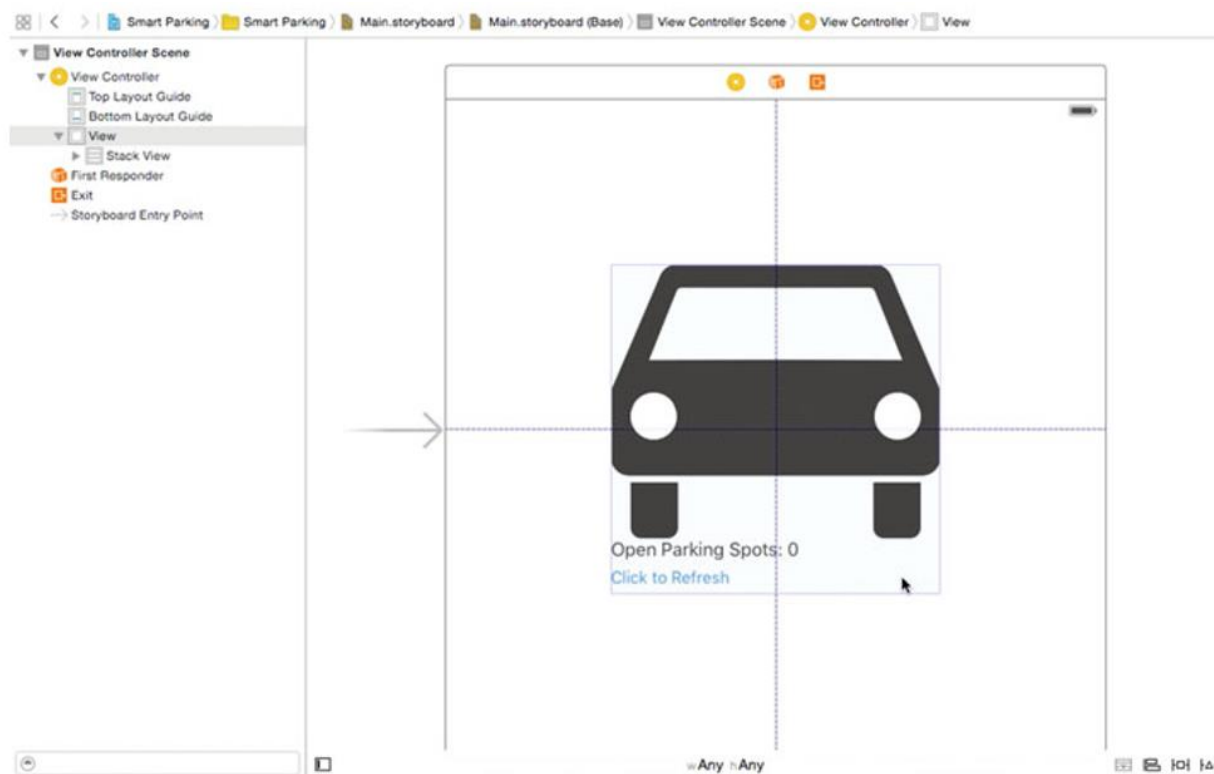 Smart Parking Smart Parking Main.storyboard Main.storyboard (Base) View Controller Scene View Controller View
View Controller Scene
View Controller
Top Layout Guide
Bottom Layout Guide
View
Stack View
First Responder
Exit
Storyboard Entry Point
Open Parking Spots: 0
Click to Refresh
wAny hAny